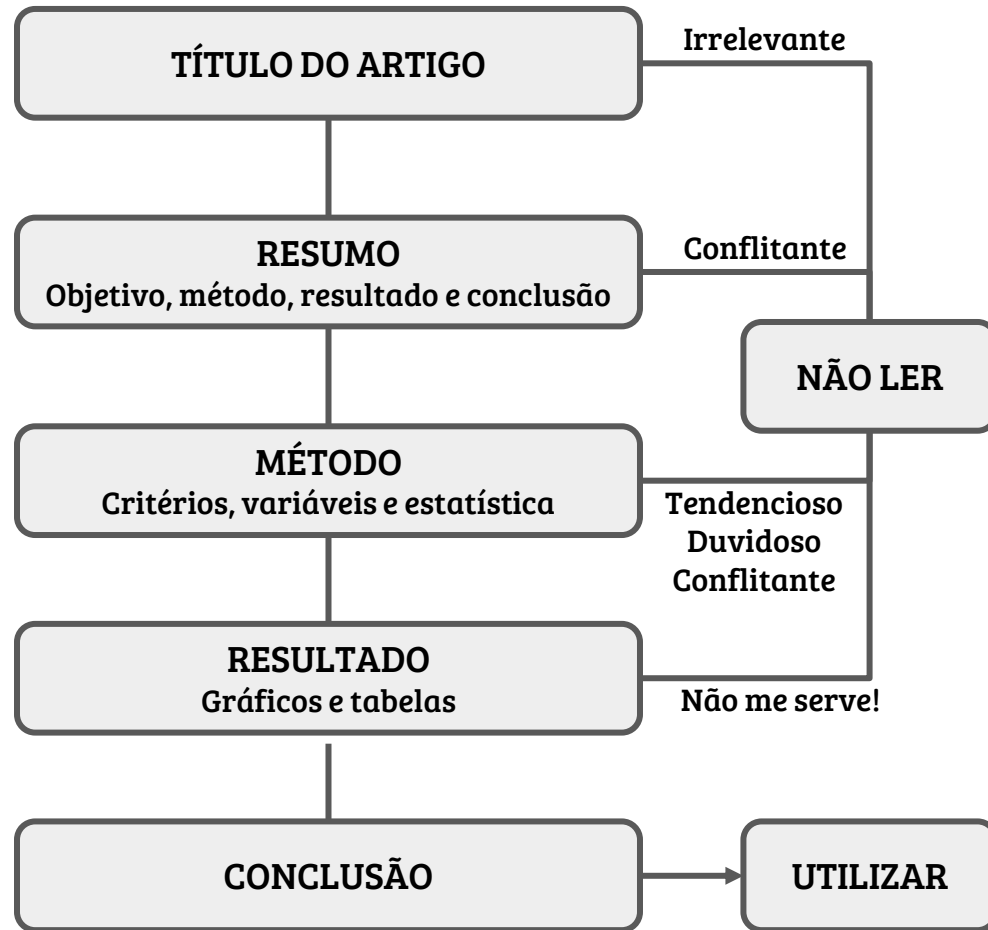 TÍTULO DO ARTIGO
Irrelevante
RESUMO
Objetivo, método, resultado e conclusão
Conflitante
NÃO LER
MÉTODO
Critérios, variáveis e estatística
Tendencioso
Duvidoso
Conflitante
RESULTADO
Gráficos e tabelas
Não me serve!
CONCLUSÃO
UTILIZAR